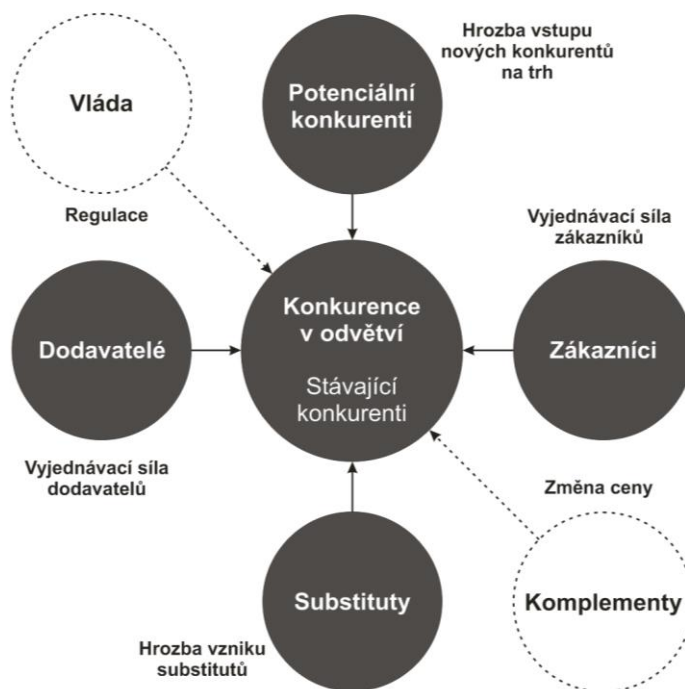 Hrozba vstupu
nových konkurentů
na trh
Potenciální
konkurenti
Vláda
Regulace
Vyjednávací síla
zákazníků
Dodavatelé
Konkurence
v odvětví
Stávající
konkurenti
Zákazníci
Vyjednávací síla
dodavatelů
Změna ceny
Substituty
Komplementy
Hrozba vzniku
substitutů